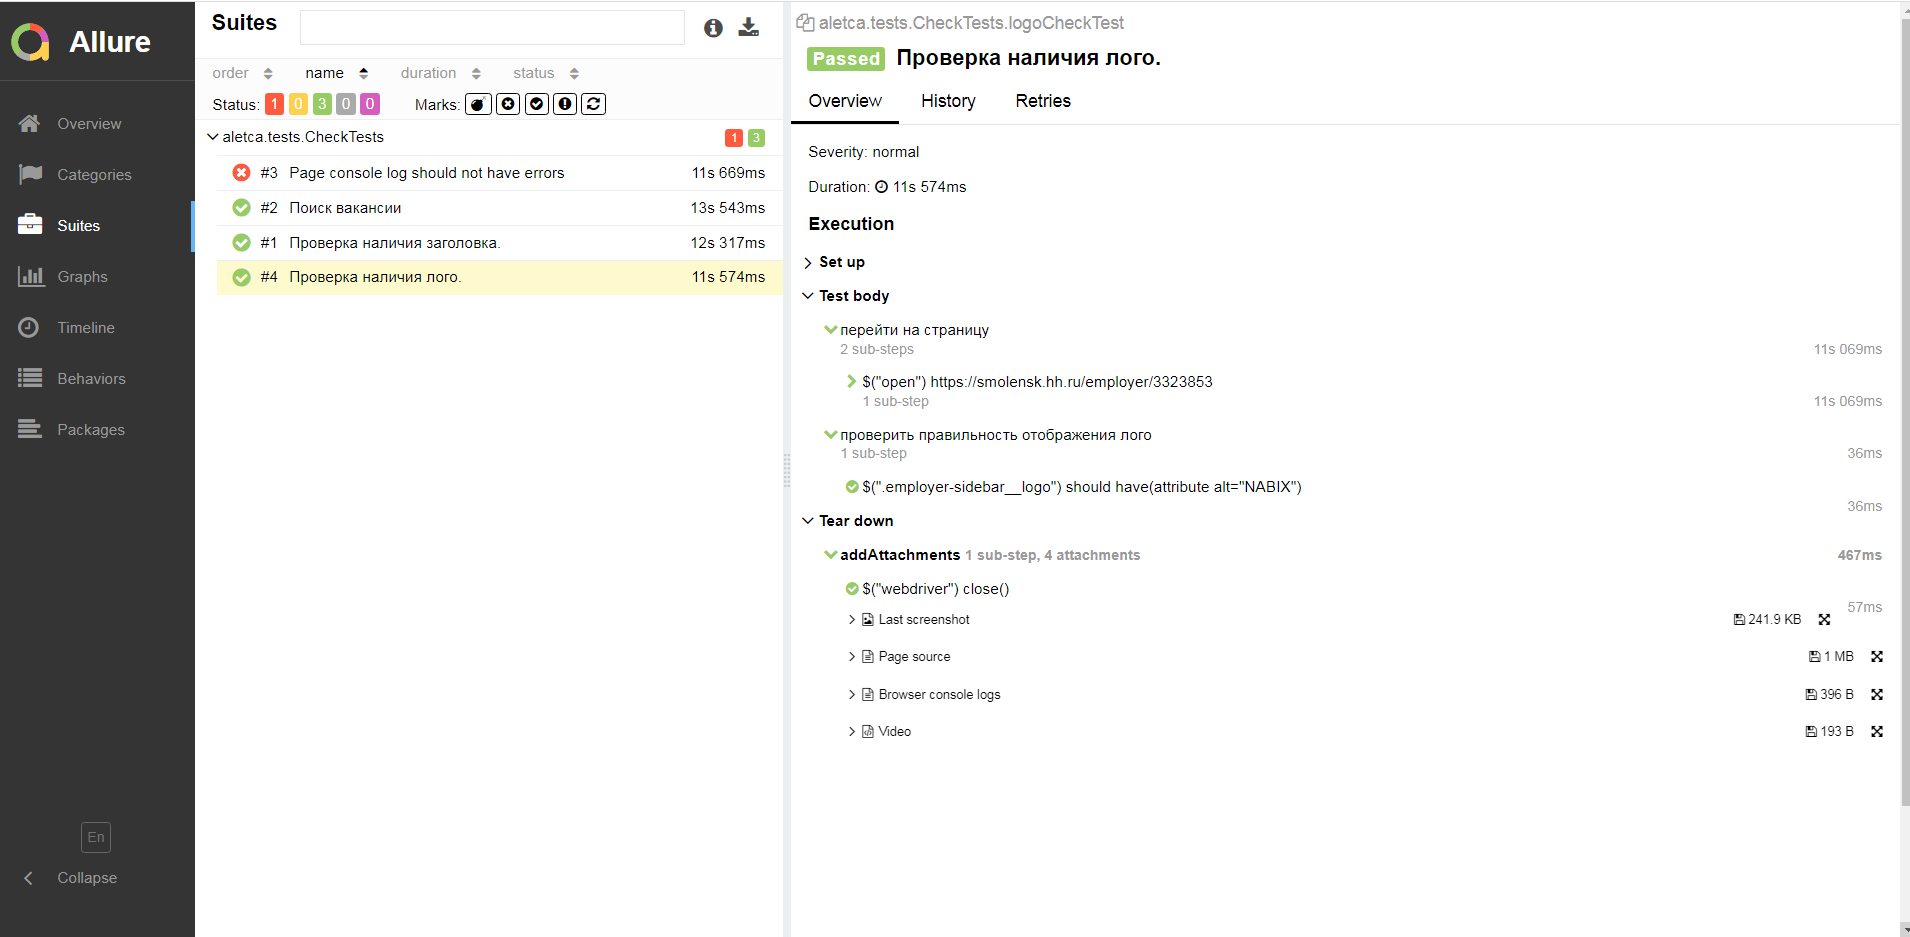 Allure
Overview
Categories
Suites
Graphs
Timeline
Behaviors
Packages
En
Collapse
Suites
order name duration status
Status: 1 0 3 0 0 Marks:
aletca.tests.CheckTests 1 3
#3 Page console log should not have errors 11s 669ms
#2 Поиск вакансии 13s 543ms
#1 Проверка наличия заголовка. 12s 317ms
#4 Проверка наличия лого. 11s 574ms
aletca.tests.CheckTests.logoCheckTest
Passed Проверка наличия лого.
Overview History Retries
Severity: normal
Duration: 11s 574ms
Execution
Set up
Test body
перейти на страницу
2 sub-steps 11s 069ms
$("open") https://smolensk.hh.ru/employer/3323853
1 sub-step 11s 069ms
проверить правильность отображения лого
1 sub-step 36ms
$(".employer-sidebar__logo") should have(attribute alt="NABIX")
36ms
Tear down
addAttachments 1 sub-step, 4 attachments 467ms
$("webdriver") close()
57ms
Last screenshot 241.9 KB
Page source 1 MB
Browser console logs 396 B
Video 193 B